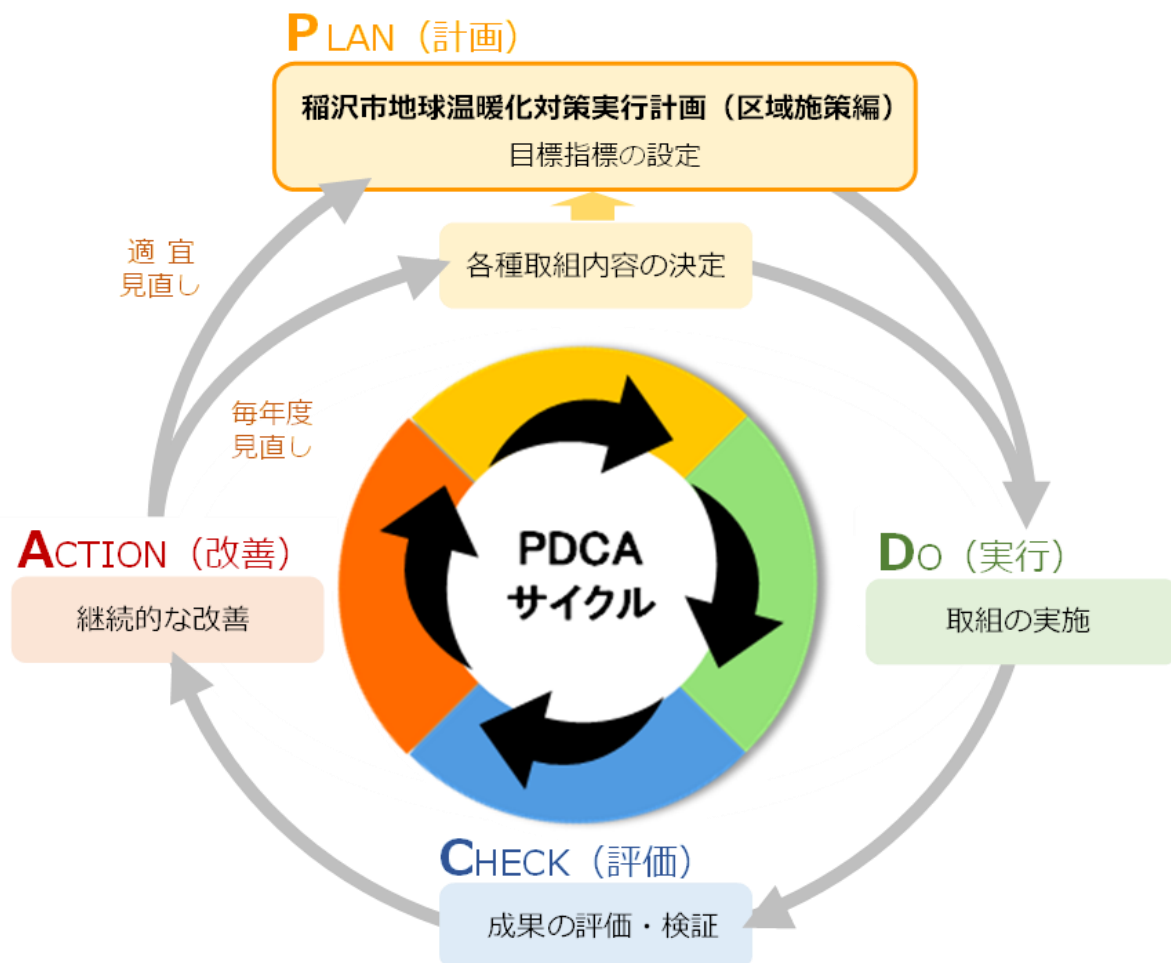 PLAN（計画）
稲沢市地球温暖化対策実行計画（区域施策編）
目標指標の設定
各種取組内容の決定
適 宜
見直し
毎年度
見直し
ACTION（改善）
継続的な改善
PDCA
サイクル
DO（実行）
取組の実施
CHECK（評価）
成果の評価・検証